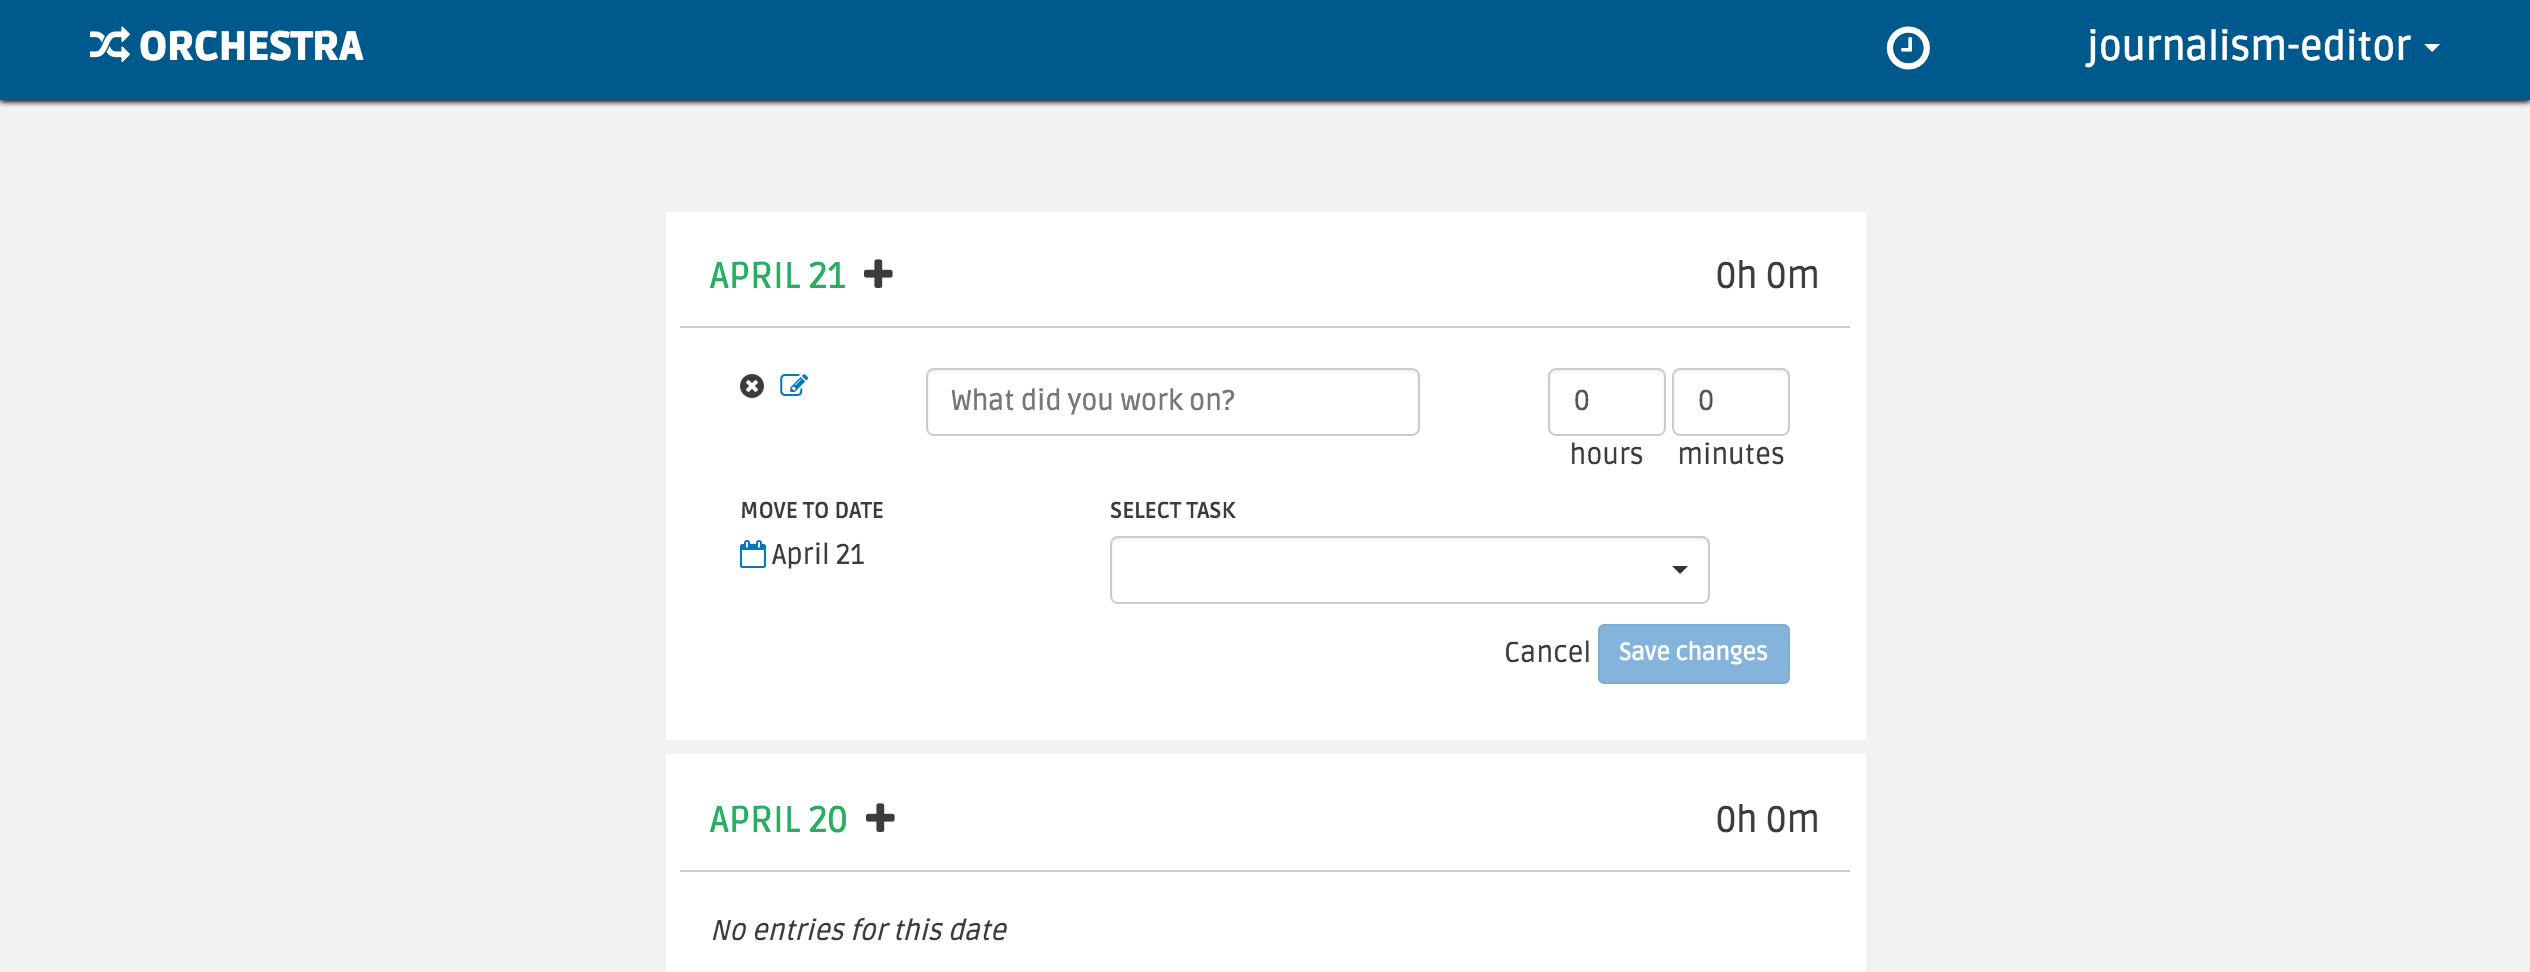 ORCHESTRA
journalism-editor
APRIL 21
0h 0m
What did you work on?
0
0
hours
minutes
MOVE TO DATE
SELECT TASK
April 21
Cancel
Save changes
APRIL 20
0h 0m
No entries for this date